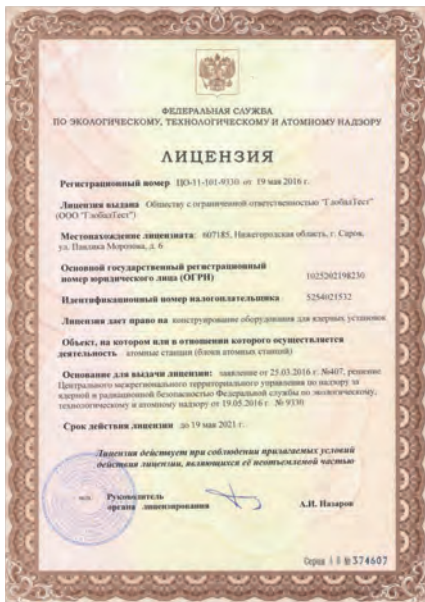 ФЕДЕРАЛЬНАЯ СЛУЖБА
ПО ЭКОЛОГИЧЕСКОМУ, ТЕХНОЛОГИЧЕСКОМУ И АТОМНОМУ НАДЗОРУ
ЛИЦЕНЗИЯ
Регистрационный номер ЦО-11-101-9330 от 19 мая 2016 г.
Лицензия выдана Обществу с ограниченной ответственностью "ГлобалТест"
(ООО "ГлобалТест")
Местонахождение лицензиата: 607185, Нижегородская область, г. Саров,
ул. Павлика Морозова, д. 6
Основной государственный регистрационный
номер юридического лица (ОГРН) 1025202198230
Идентификационный номер налогоплательщика 5254021532
Лицензия дает право на конструирование оборудования для ядерных установок
Объект, на котором или в отношении которого осуществляется
деятельность атомные станции (блоки атомных станций)
Основание для выдачи лицензии: заявление от 25.03.2016 г. №407, решение
Центрального межрегионального территориального управления по надзору за
ядерной и радиационной безопасностью Федеральной службы по экологическому,
технологическому и атомному надзору от 19.05.2016 г. № 9330
Срок действия лицензии до 19 мая 2021 г.
Лицензия действует при соблюдении прилагаемых условий
действия лицензии, являющихся её неотъемлемой частью
М.П. Руководитель
органа лицензирования А.И. Назаров
Серия № 374607